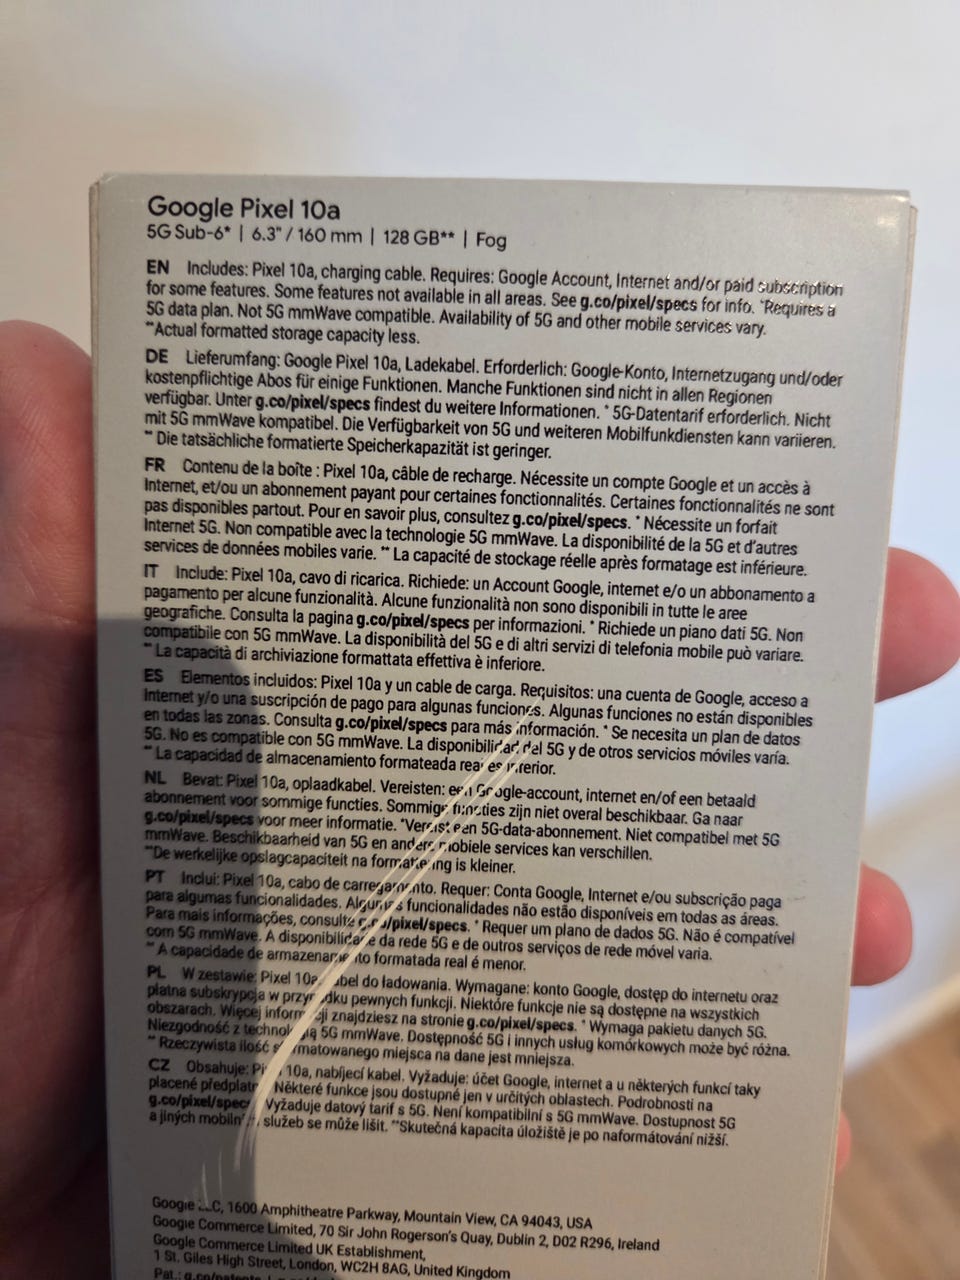 Google Pixel 10a
5G Sub-6* | 6.3" / 160 mm | 128 GB** | Fog
EN Includes: Pixel 10a, charging cable. Requires: Google Account, Internet and/or paid subscription
for some features. Some features not available in all areas. See g.co/pixel/specs for info. *Requires a
5G data plan. Not 5G mmWave compatible. Availability of 5G and other mobile services vary.
**Actual formatted storage capacity less.
DE Lieferumfang: Google Pixel 10a, Ladekabel. Erforderlich: Google-Konto, Internetzugang und/oder
kostenpflichtige Abos für einige Funktionen. Manche Funktionen sind nicht in allen Regionen
verfügbar. Unter g.co/pixel/specs findest du weitere Informationen. * 5G-Datentarif erforderlich. Nicht
mit 5G mmWave kompatibel. Die Verfügbarkeit von 5G und weiteren Mobilfunkdiensten kann variieren.
** Die tatsächliche formatierte Speicherkapazität ist geringer.
FR Contenu de la boîte : Pixel 10a, câble de recharge. Nécessite un compte Google et un accès à
Internet, et/ou un abonnement payant pour certaines fonctionnalités. Certaines fonctionnalités ne sont
pas disponibles partout. Pour en savoir plus, consultez g.co/pixel/specs. * Nécessite un forfait
Internet 5G. Non compatible avec la technologie 5G mmWave. La disponibilité de la 5G et d'autres
services de données mobiles varie. ** La capacité de stockage réelle après formatage est inférieure.
IT Include: Pixel 10a, cavo di ricarica. Richiede: un Account Google, internet e/o un abbonamento a
pagamento per alcune funzionalità. Alcune funzionalità non sono disponibili in tutte le aree
geografiche. Consulta la pagina g.co/pixel/specs per informazioni. * Richiede un piano dati 5G. Non
compatibile con 5G mmWave. La disponibilità del 5G e di altri servizi di telefonia mobile può variare.
** La capacità di archiviazione formattata effettiva è inferiore.
ES Elementos incluidos: Pixel 10a y un cable de carga. Requisitos: una cuenta de Google, acceso a
Internet y/o una suscripción de pago para algunas funciones. Algunas funciones no están disponibles
en todas las zonas. Consulta g.co/pixel/specs para más información. * Se necesita un plan de datos
5G. No es compatible con 5G mmWave. La disponibilidad del 5G y de otros servicios móviles varía.
** La capacidad de almacenamiento formateada real es inferior.
NL Bevat: Pixel 10a, oplaadkabel. Vereisten: een Google-account, internet en/of een betaald
abonnement voor sommige functies. Sommige functies zijn niet overal beschikbaar. Ga naar
g.co/pixel/specs voor meer informatie. *Vereist een 5G-data-abonnement. Niet compatibel met 5G
mmWave. Beschikbaarheid van 5G en andere mobiele services kan verschillen.
**De werkelijke opslagcapaciteit na formattering is kleiner.
PT Inclui: Pixel 10a, cabo de carregamento. Requer: Conta Google, Internet e/ou subscrição paga
para algumas funcionalidades. Algumas funcionalidades não estão disponíveis em todas as áreas.
Para mais informações, consulte g.co/pixel/specs. * Requer um plano de dados 5G. Não é compatível
com 5G mmWave. A disponibilidade da rede 5G e de outros serviços de rede móvel varia.
** A capacidade de armazenamento formatada real é menor.
PL W zestawie: Pixel 10a, kabel do ładowania. Wymagane: konto Google, dostęp do internetu oraz
płatna subskrypcja w przypadku pewnych funkcji. Niektóre funkcje nie są dostępne na wszystkich
obszarach. Więcej informacji znajdziesz na stronie g.co/pixel/specs. * Wymaga pakietu danych 5G.
Niezgodność z technologią 5G mmWave. Dostępność 5G i innych usług komórkowych może być różna.
** Rzeczywista ilość sformatowanego miejsca na dane jest mniejsza.
CZ Obsahuje: Pixel 10a, nabíjecí kabel. Vyžaduje: účet Google, internet a u některých funkcí taky
placené předplatné. Některé funkce jsou dostupné jen v určitých oblastech. Podrobnosti na
g.co/pixel/specs Vyžaduje datový tarif s 5G. Není kompatibilní s 5G mmWave. Dostupnost 5G
a jiných mobilních služeb se může lišit. **Skutečná kapacita úložiště je po naformátování nižší.
Google LLC, 1600 Amphitheatre Parkway, Mountain View, CA 94043, USA
Google Commerce Limited, 70 Sir John Rogerson's Quay, Dublin 2, D02 R296, Ireland
Google Commerce Limited UK Establishment,
1 St. Giles High Street, London, WC2H 8AG, United Kingdom
Pat.: